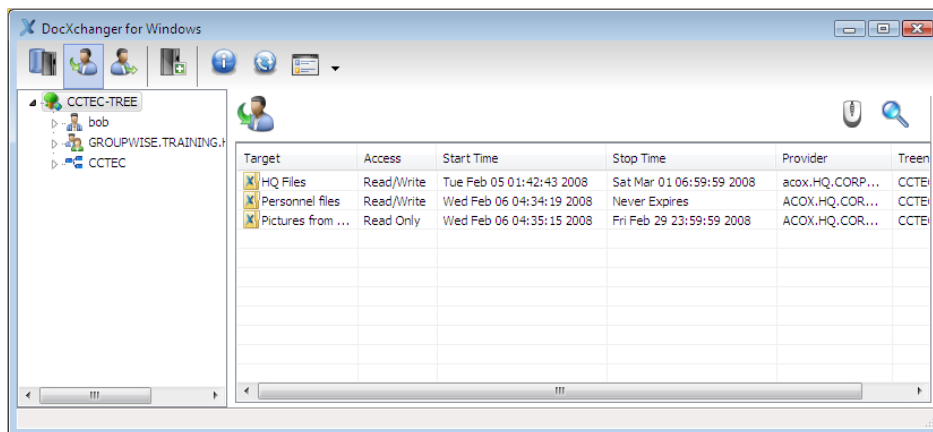 DocXchanger for Windows
CCTEC-TREE
bob
GROUPWISE.TRAINING.H
CCTEC
Target Access Start Time Stop Time Provider Treen
HQ Files Read/Write Tue Feb 05 01:42:43 2008 Sat Mar 01 06:59:59 2008 acox.HQ.CORP... CCTE
Personnel files Read/Write Wed Feb 06 04:34:19 2008 Never Expires ACOX.HQ.COR... CCTE
Pictures from ... Read Only Wed Feb 06 04:35:15 2008 Fri Feb 29 23:59:59 2008 ACOX.HQ.COR... CCTE